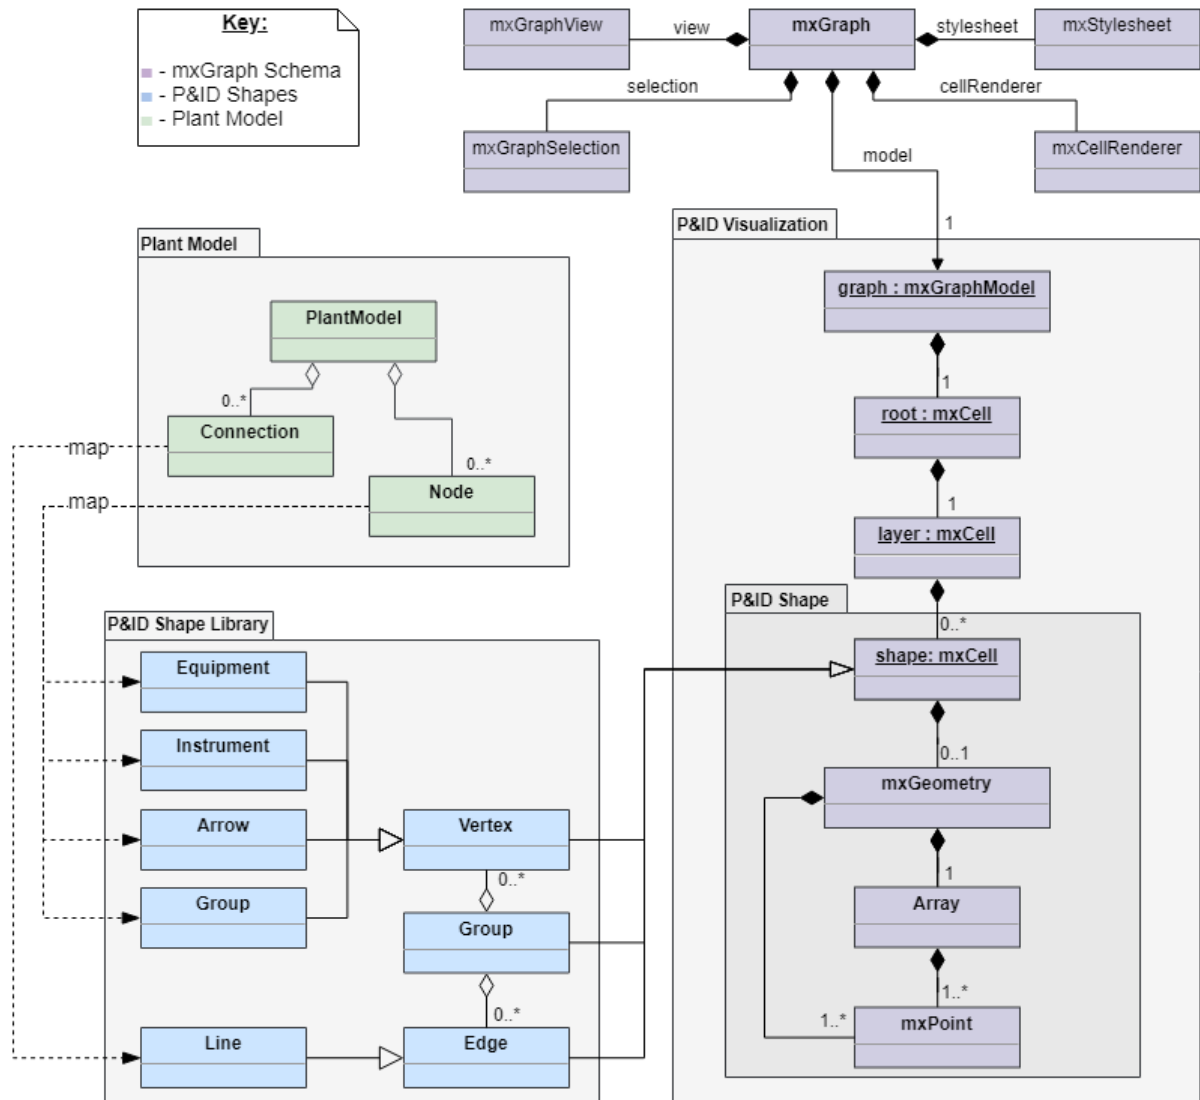 Key:
- mxGraph Schema
- P&ID Shapes
- Plant Model
mxGraphView
view
mxGraph
stylesheet
mxStylesheet
selection
cellRenderer
mxGraphSelection
model
mxCellRenderer
1
Plant Model
PlantModel
0..*
Connection
0..*
Node
map
map
P&ID Visualization
graph : mxGraphModel
1
root : mxCell
1
layer : mxCell
P&ID Shape
0..*
shape: mxCell
0..1
mxGeometry
1
Array
1..*
1..*
mxPoint
P&ID Shape Library
Equipment
Instrument
Arrow
Vertex
0..*
Group
Group
0..*
Line
Edge